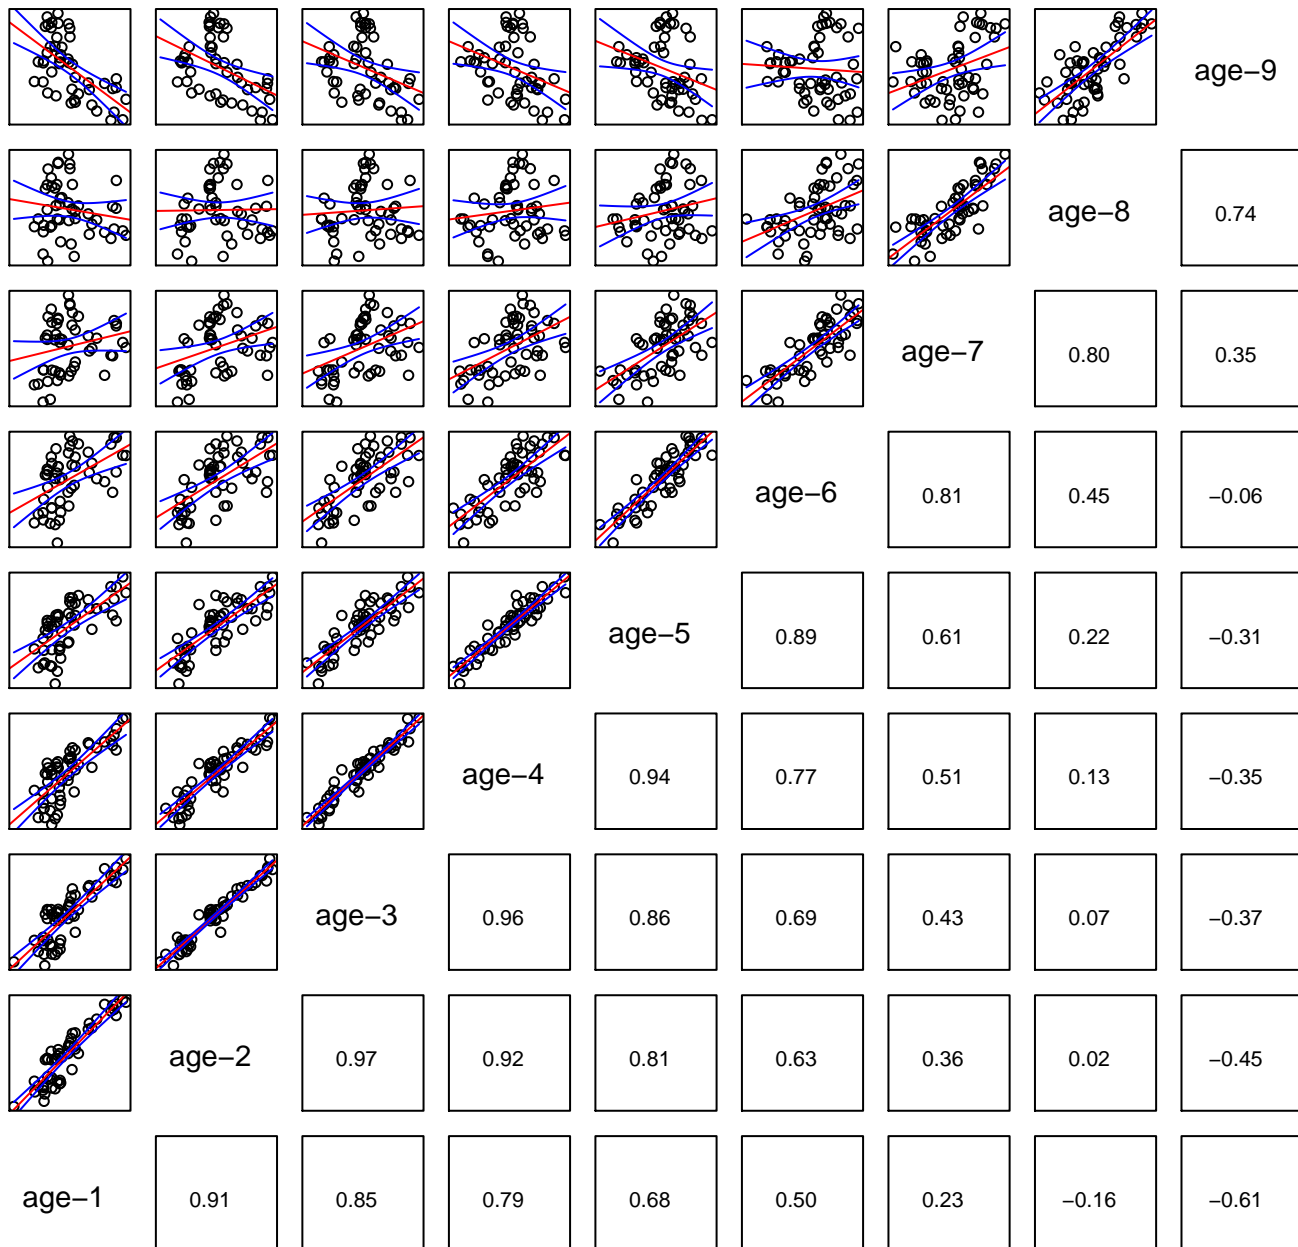 age−9
age−8 0.74
age−7 0.80 0.35
age−6 0.81 0.45 −0.06
age−5 0.89 0.61 0.22 −0.31
age−4 0.94 0.77 0.51 0.13 −0.35
age−3 0.96 0.86 0.69 0.43 0.07 −0.37
age−2 0.97 0.92 0.81 0.63 0.36 0.02 −0.45
age−1 0.91 0.85 0.79 0.68 0.50 0.23 −0.16 −0.61